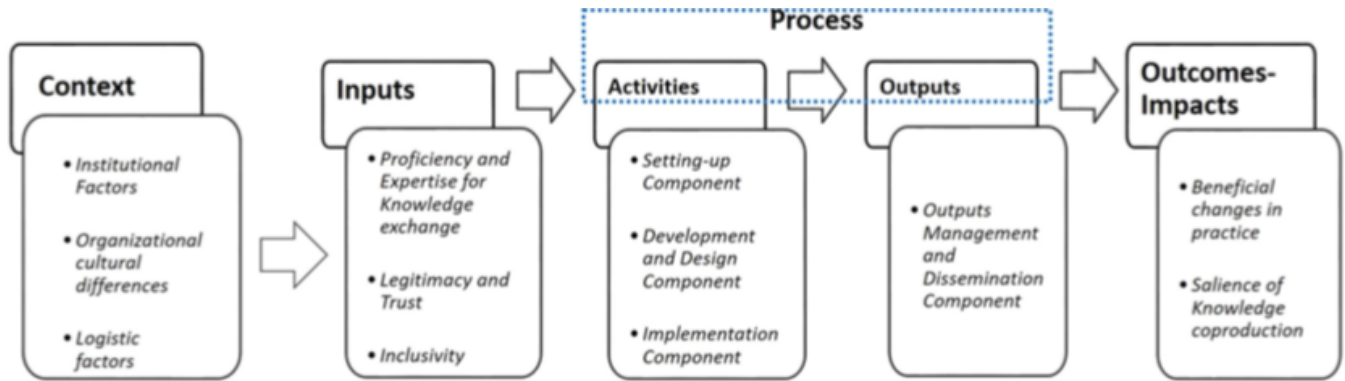 Process
Context
Inputs
Activities
Outputs
Outcomes-
Impacts
• Institutional
Factors
• Organizational
cultural
differences
• Logistic
factors
• Proficiency and
Expertise for
Knowledge
exchange
• Legitimacy and
Trust
• Inclusivity
• Setting-up
Component
• Development
and Design
Component
• Implementation
Component
• Outputs
Management
and
Dissemination
Component
• Beneficial
changes in
practice
• Salience of
Knowledge
coproduction